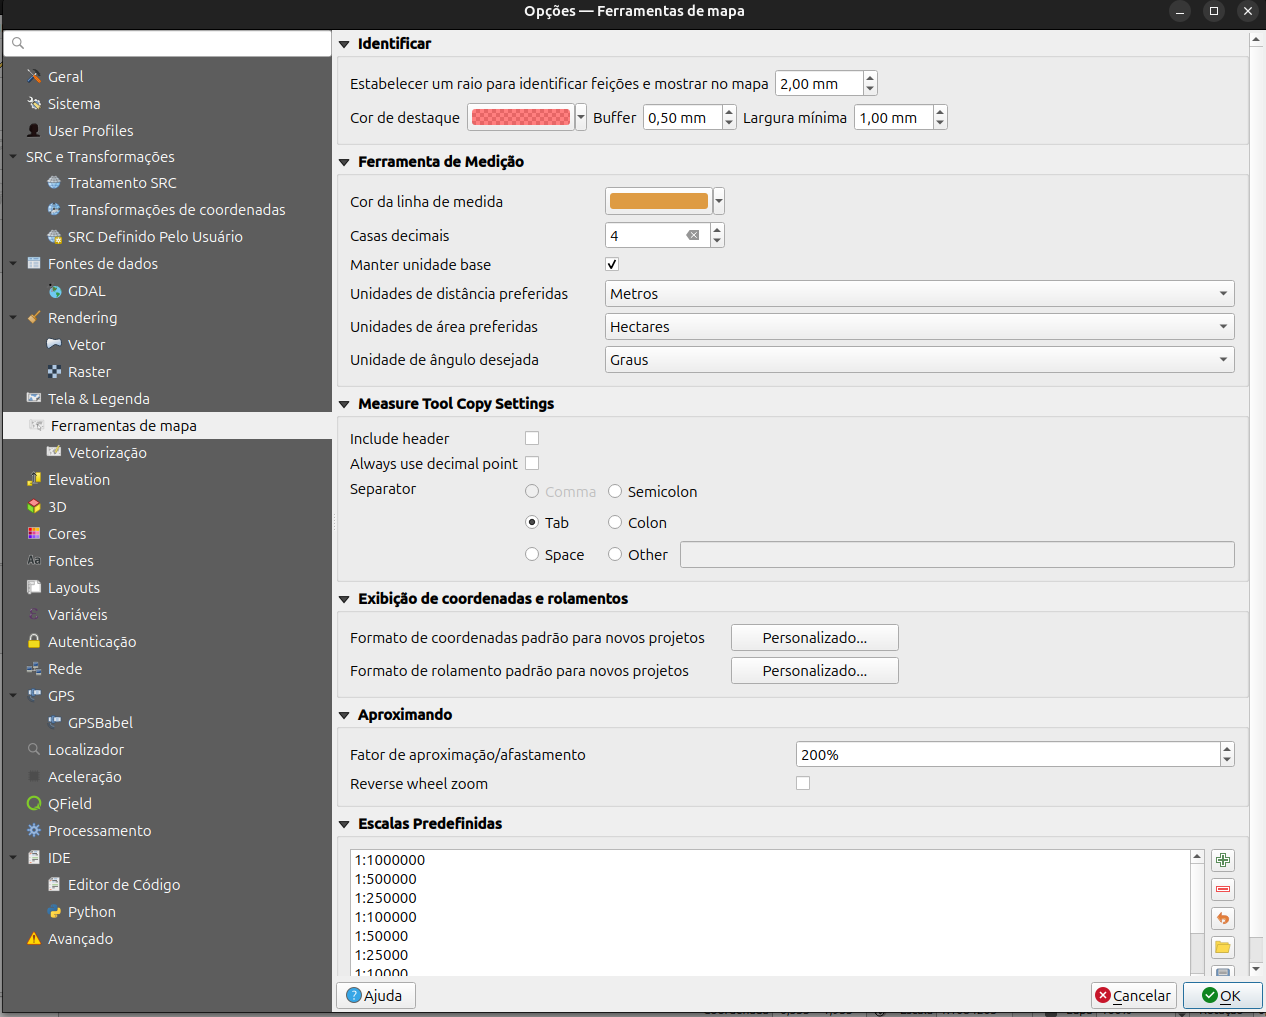 Opções — Ferramentas de mapa
Geral
Sistema
User Profiles
SRC e Transformações
Tratamento SRC
Transformações de coordenadas
SRC Definido Pelo Usuário
Fontes de dados
GDAL
Rendering
Vetor
Raster
Tela & Legenda
Ferramentas de mapa
Vetorização
Elevation
3D
Cores
Fontes
Layouts
Variáveis
Autenticação
Rede
GPS
GPSBabel
Localizador
Aceleração
QField
Processamento
IDE
Editor de Código
Python
Avançado
Identificar
Estabelecer um raio para identificar feições e mostrar no mapa 2,00 mm
Cor de destaque Buffer 0,50 mm Largura mínima 1,00 mm
Ferramenta de Medição
Cor da linha de medida
Casas decimais 4
Manter unidade base
Unidades de distância preferidas Metros
Unidades de área preferidas Hectares
Unidade de ângulo desejada Graus
Measure Tool Copy Settings
Include header
Always use decimal point
Separator Comma Semicolon
Tab Colon
Space Other
Exibição de coordenadas e rolamentos
Formato de coordenadas padrão para novos projetos Personalizado...
Formato de rolamento padrão para novos projetos Personalizado...
Aproximando
Fator de aproximação/afastamento 200%
Reverse wheel zoom
Escalas Predefinidas
1:1000000
1:500000
1:250000
1:100000
1:50000
1:25000
1:10000
Ajuda Cancelar OK